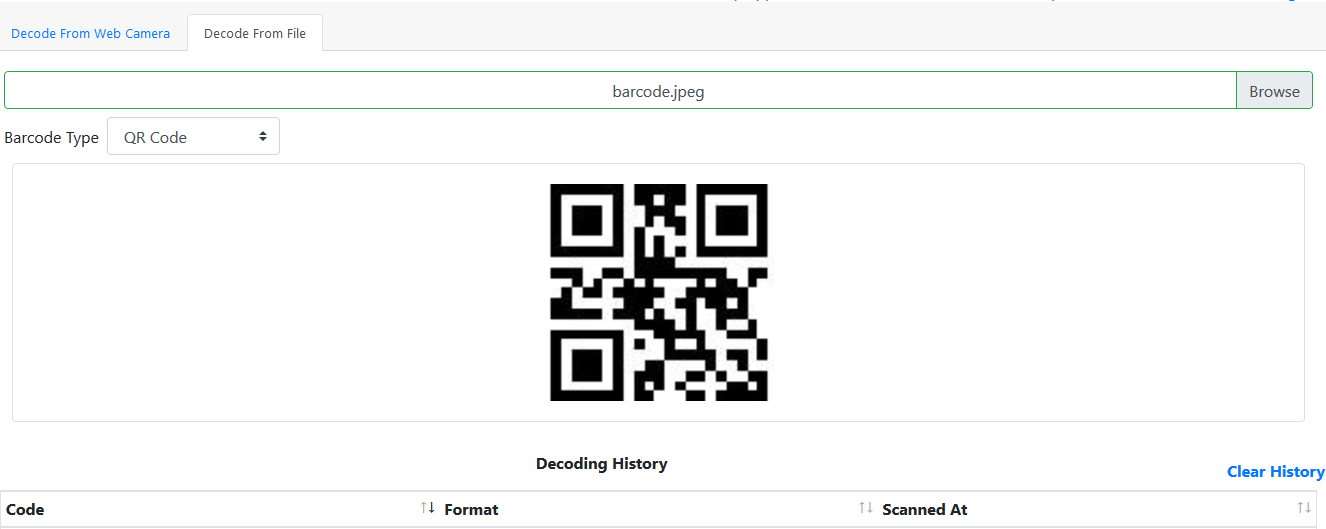 Decode From Web Camera
Decode From File
barcode.jpeg
Browse
Barcode Type
QR Code
Decoding History
Clear History
Code
Format
Scanned At